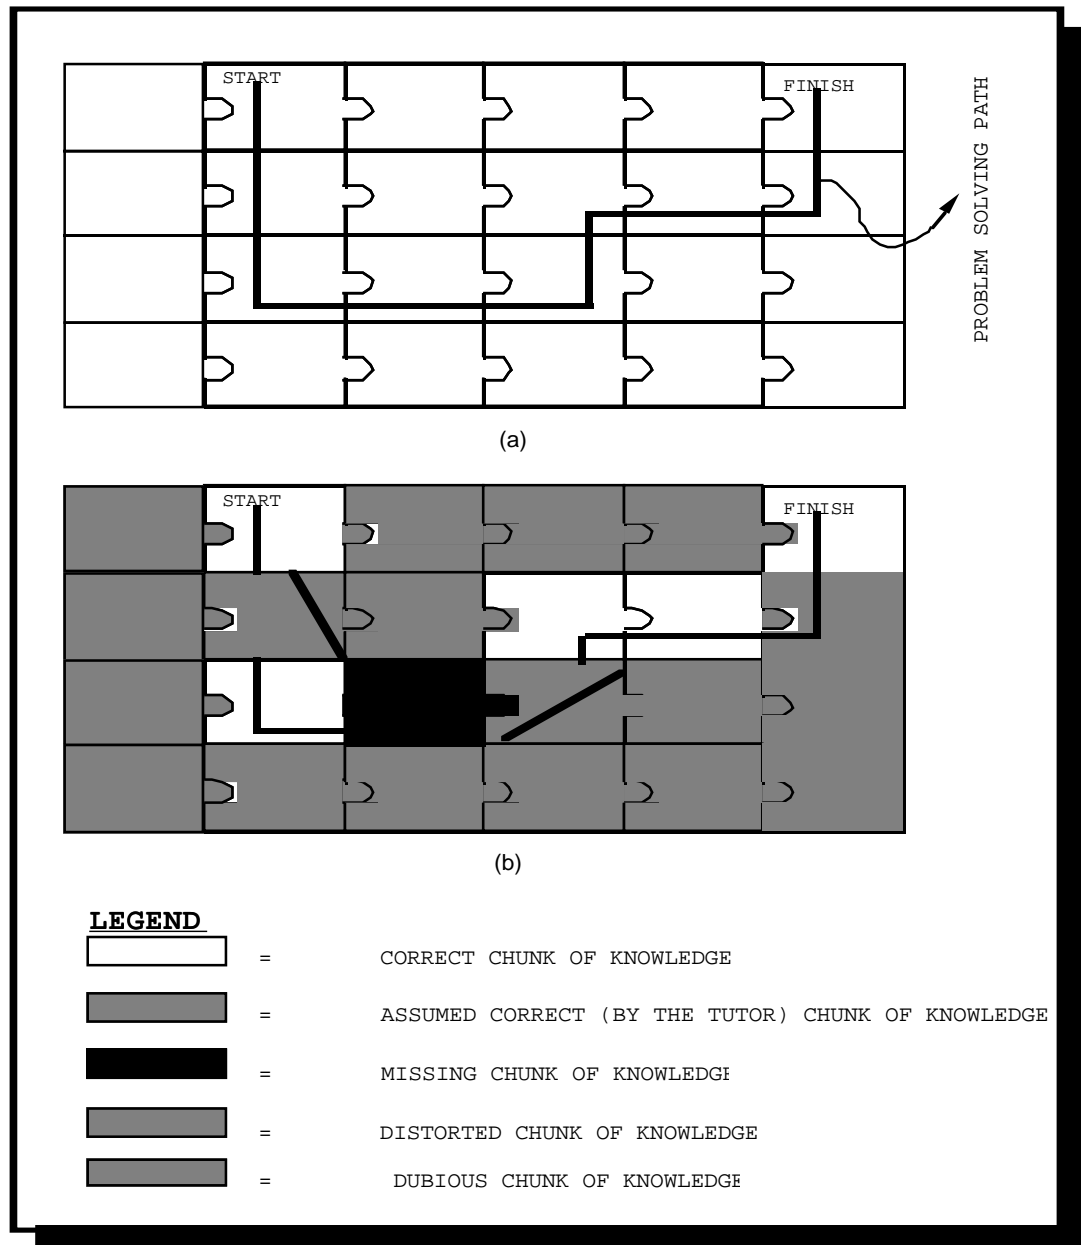 START
FINISH
PROBLEM SOLVING PATH
(a)
START
FINISH
(b)
LEGEND
= CORRECT CHUNK OF KNOWLEDGE
= ASSUMED CORRECT (BY THE TUTOR) CHUNK OF KNOWLEDGE
= MISSING CHUNK OF KNOWLEDGE
= DISTORTED CHUNK OF KNOWLEDGE
= DUBIOUS CHUNK OF KNOWLEDGE